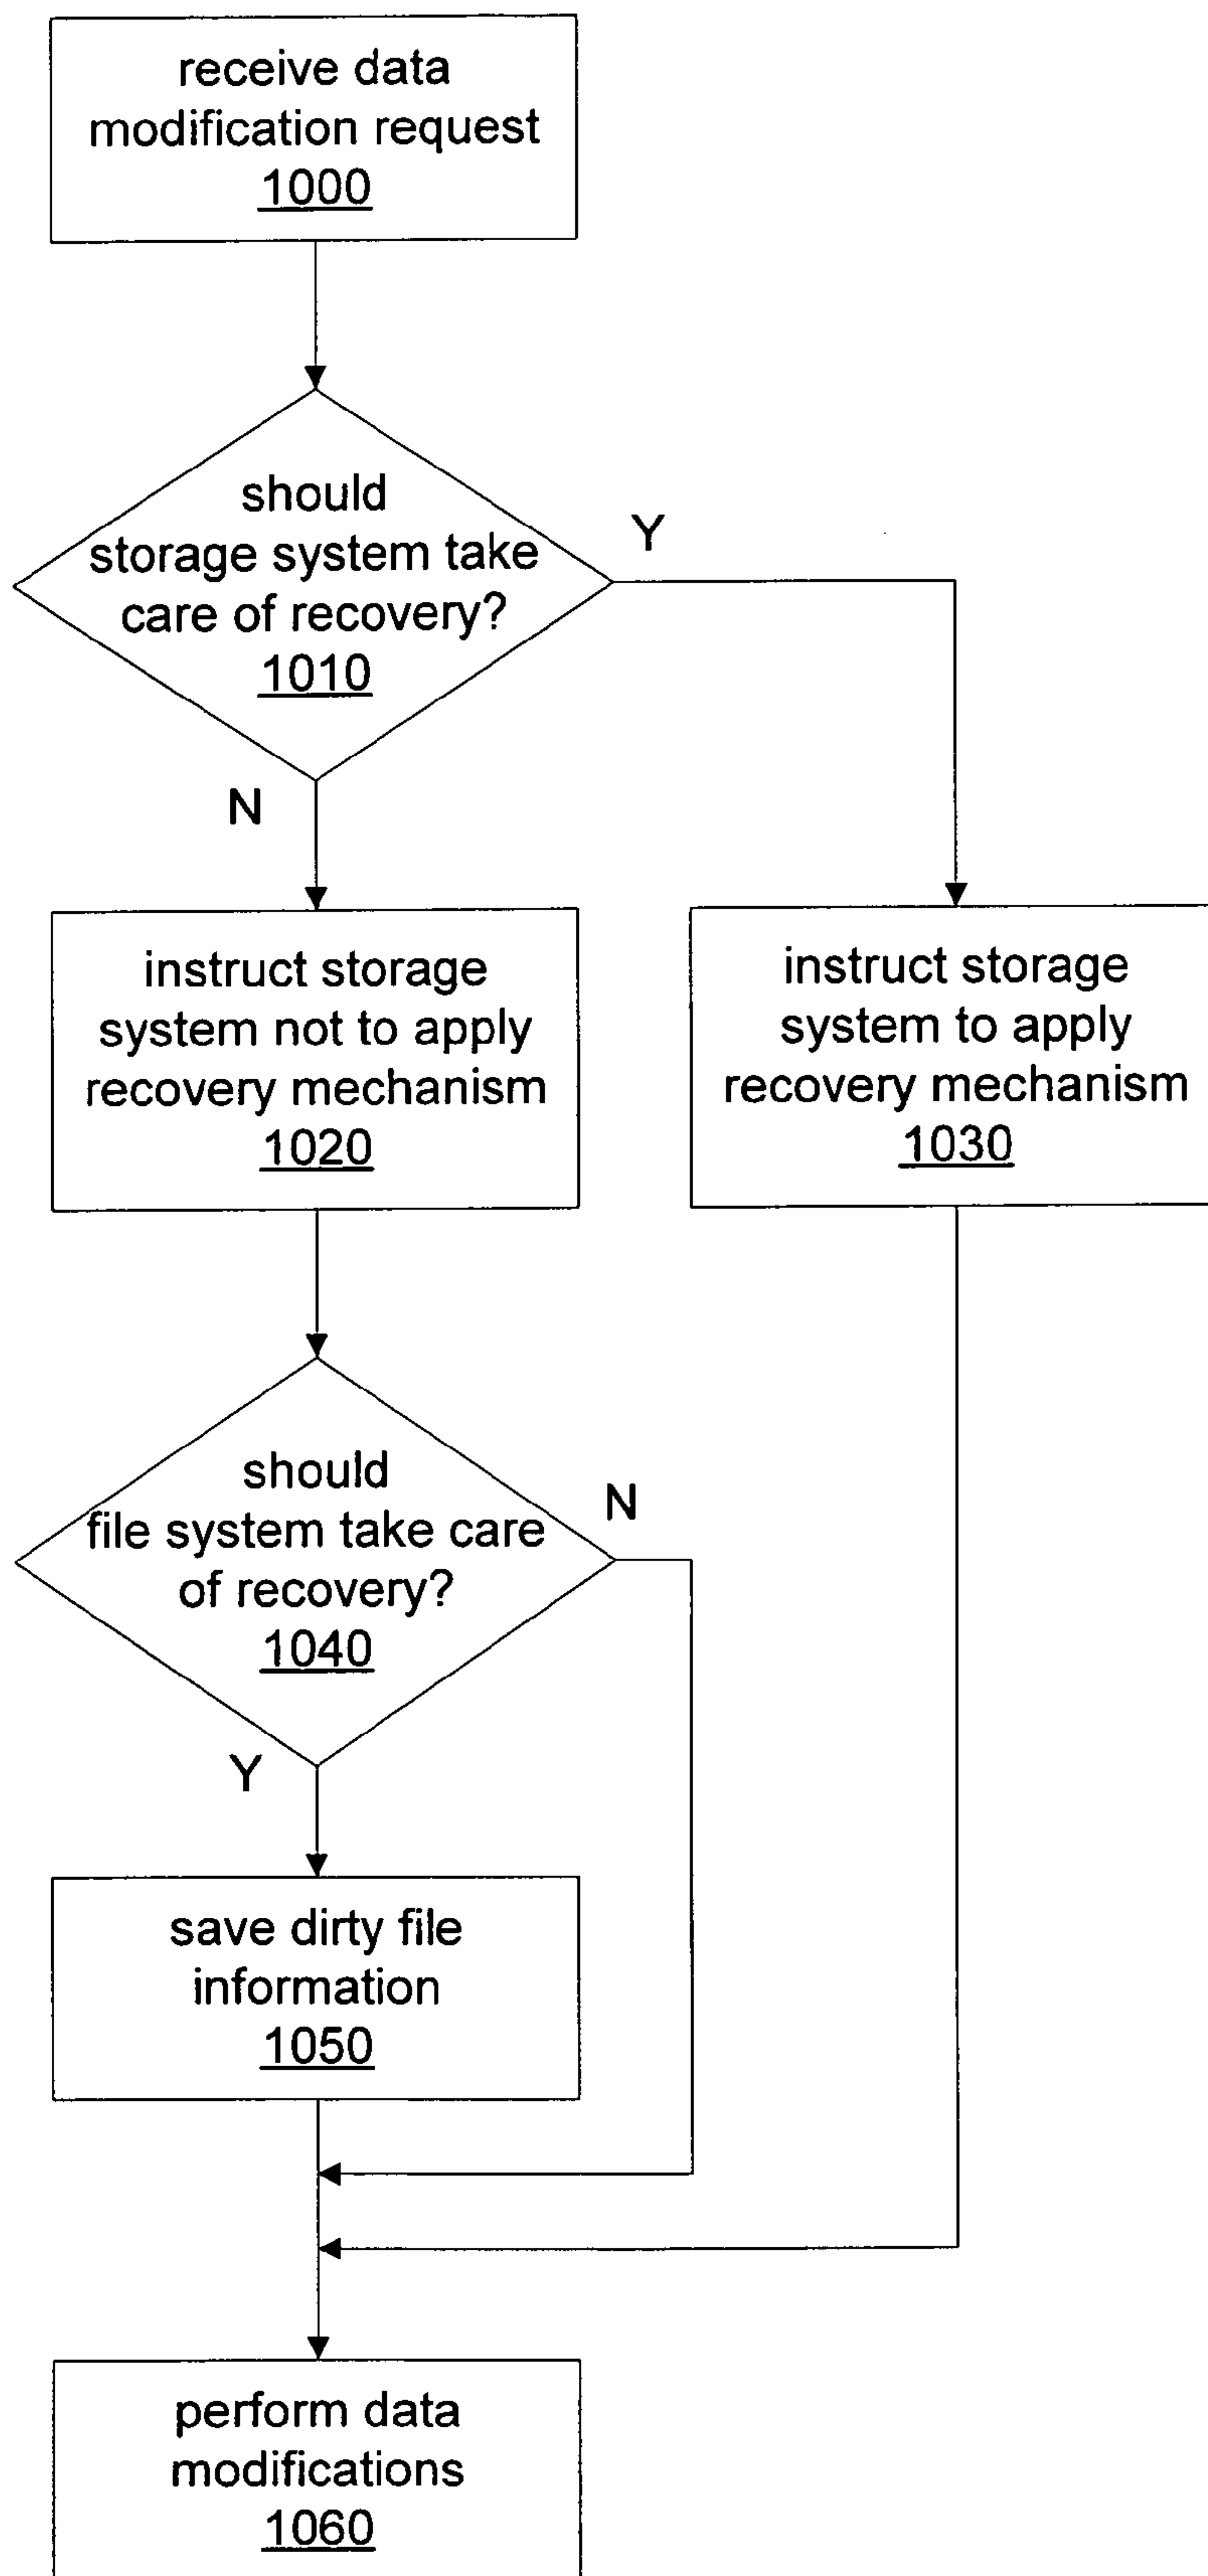 receive data
modification request
1000
should
storage system take
care of recovery?
1010
Y
N
instruct storage
system not to apply
recovery mechanism
1020
instruct storage
system to apply
recovery mechanism
1030
should
file system take care
of recovery?
1040
N
Y
save dirty file
information
1050
perform data
modifications
1060